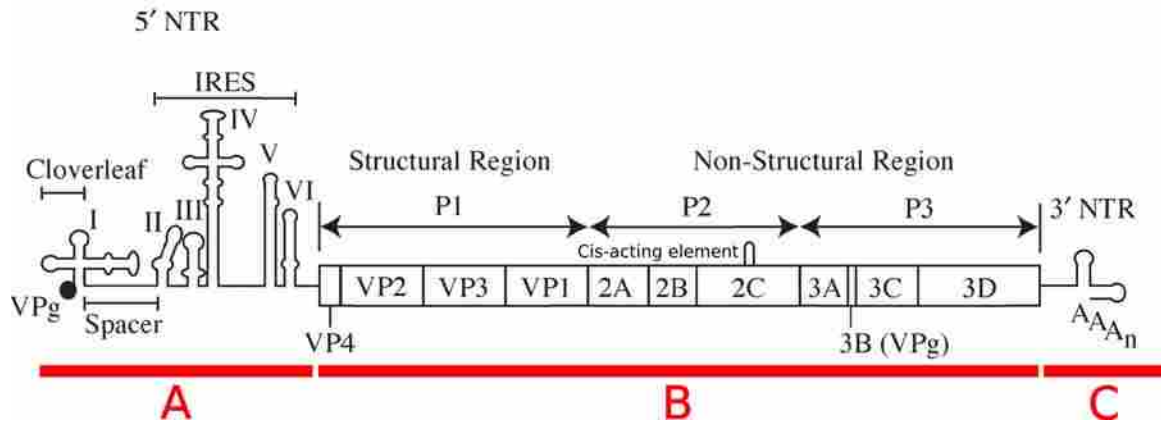 5′ NTR
IRES
IV
Cloverleaf
V
Structural Region
Non-Structural Region
VI
I
II
III
P1
P2
P3
3′ NTR
Cis-acting element
VPg
VP2
VP3
VP1
2A
2B
2C
3A
3C
3D
Spacer
VP4
3B (VPg)
AAAn
A
B
C